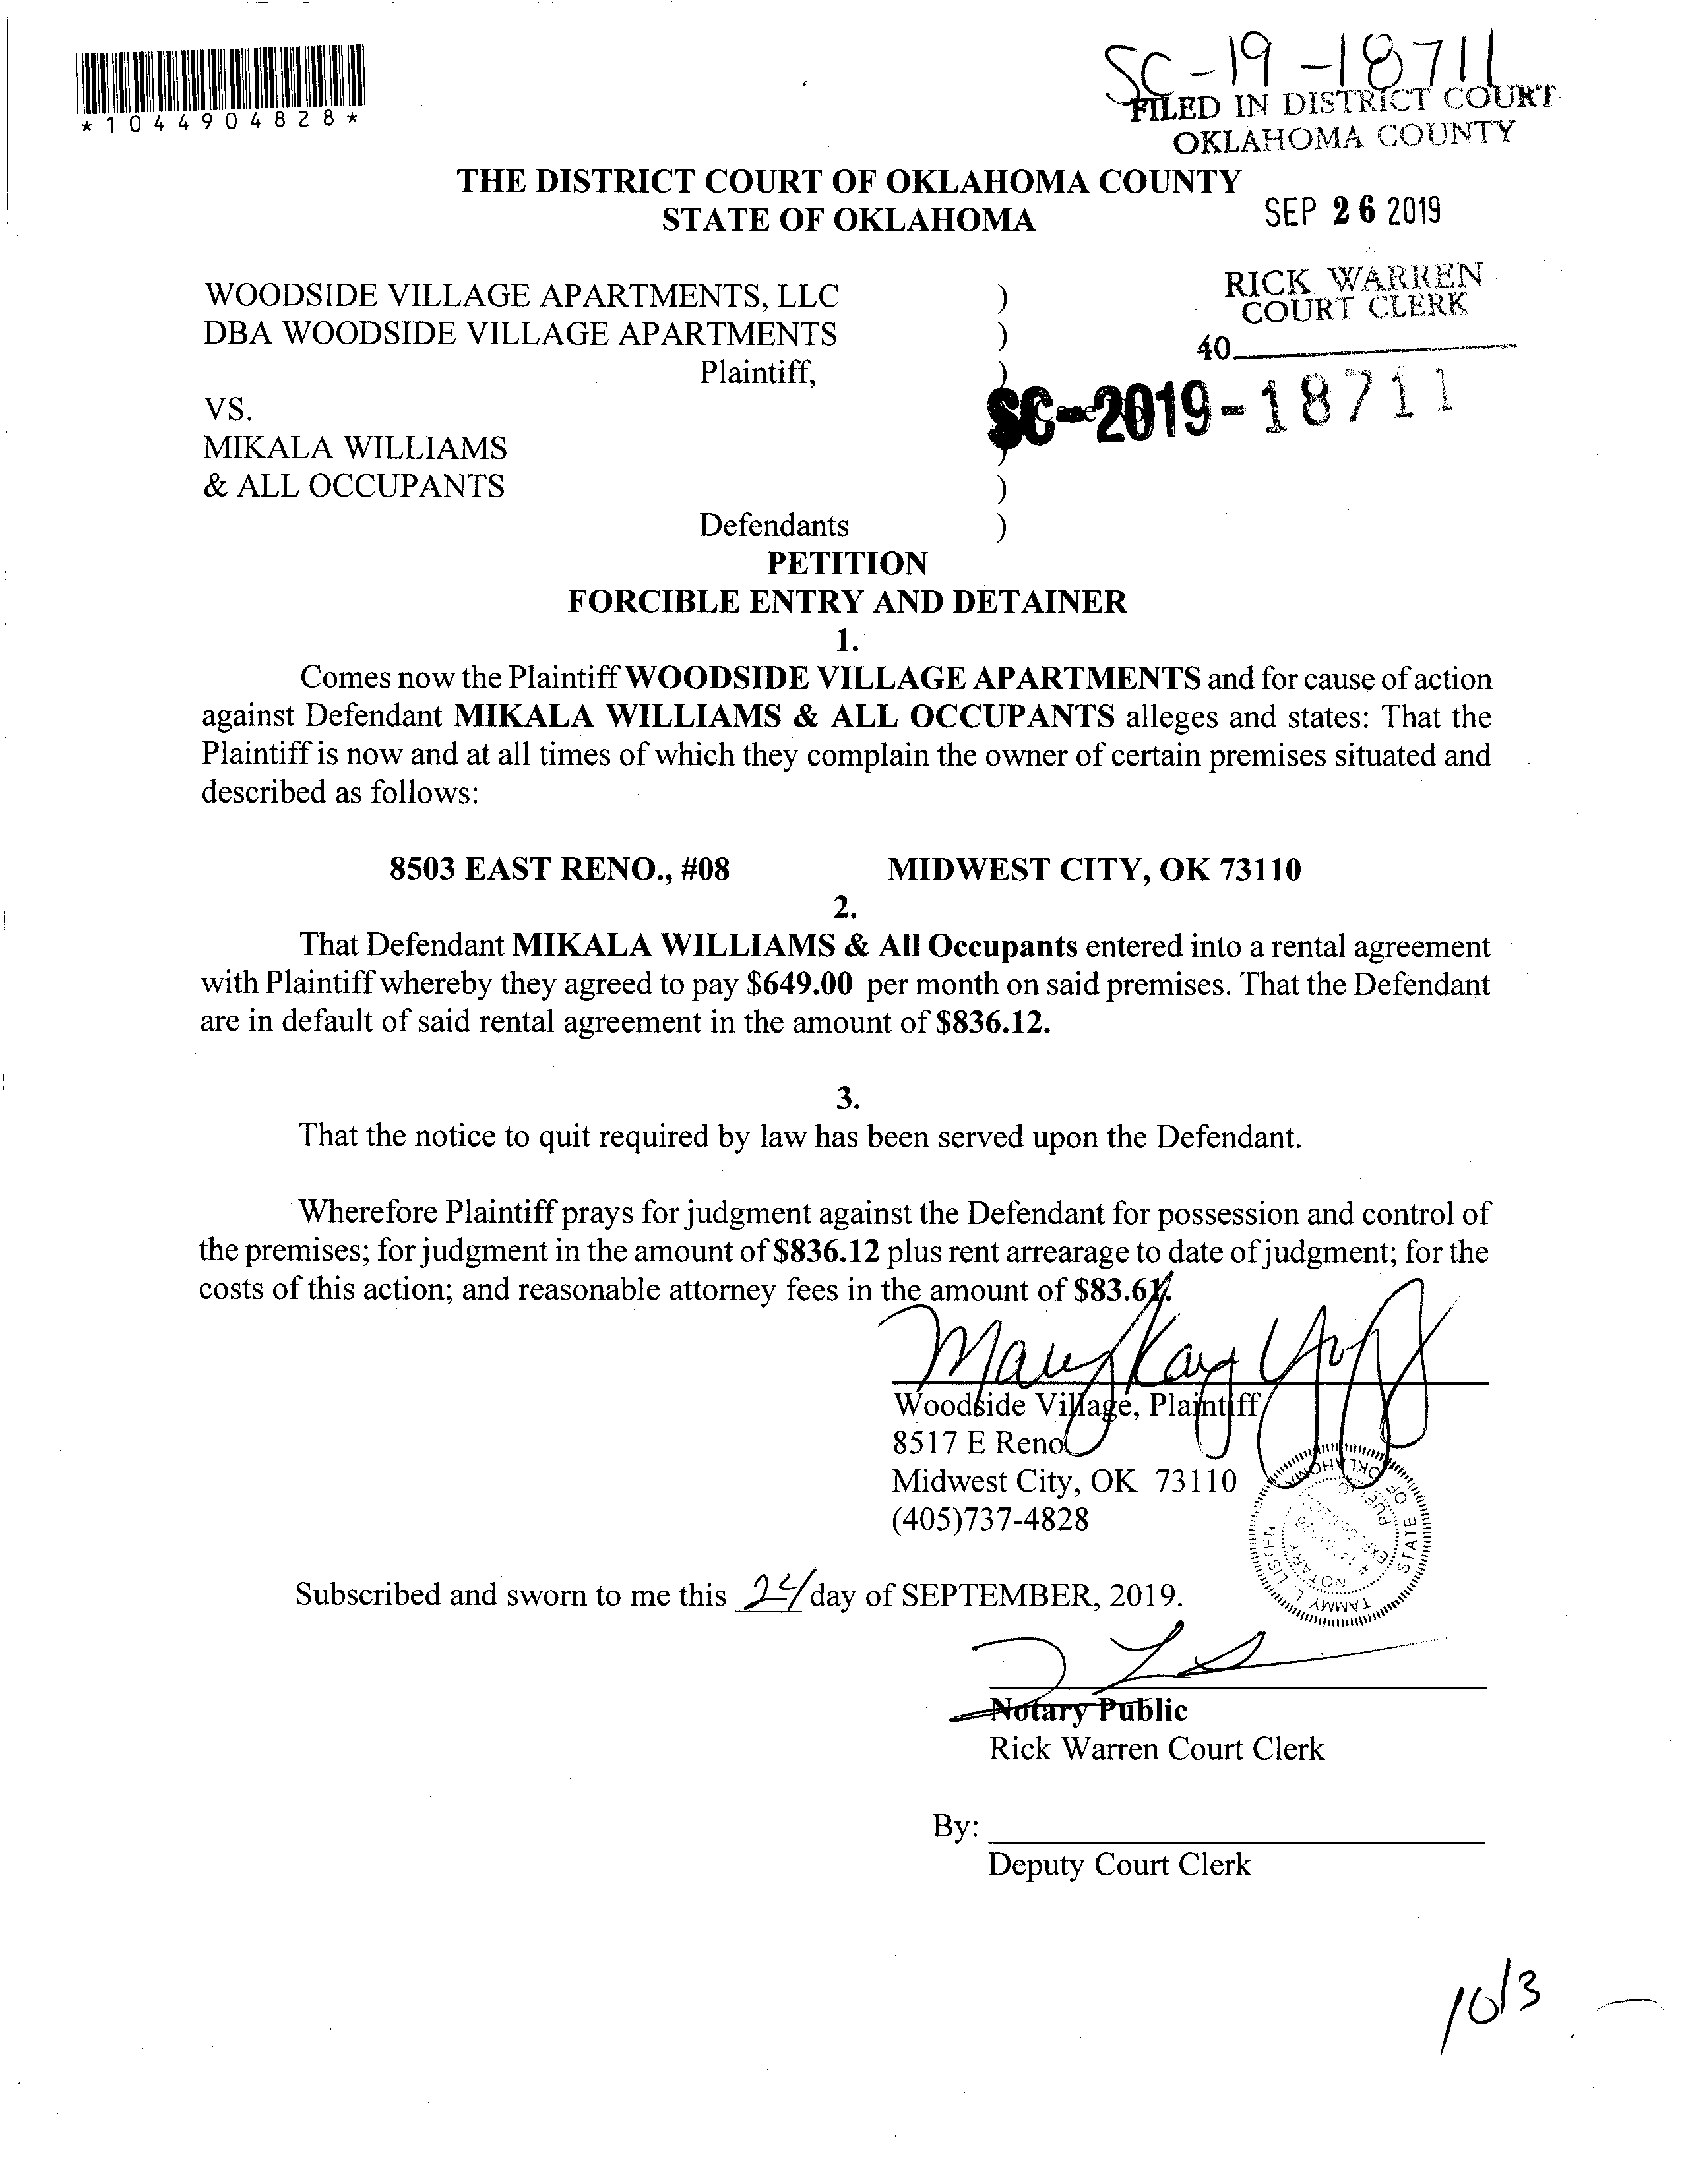 SC-19-18711
*1044904828*
FILED IN DISTRICT COURT
OKLAHOMA COUNTY
THE DISTRICT COURT OF OKLAHOMA COUNTY
STATE OF OKLAHOMA
SEP 26 2019
WOODSIDE VILLAGE APARTMENTS, LLC )
DBA WOODSIDE VILLAGE APARTMENTS )
Plaintiff, )
RICK WARREN
COURT CLERK
40
SC-2019-18711
VS.
MIKALA WILLIAMS )
& ALL OCCUPANTS )
Defendants )
PETITION
FORCIBLE ENTRY AND DETAINER
1.
Comes now the Plaintiff WOODSIDE VILLAGE APARTMENTS and for cause of action
against Defendant MIKALA WILLIAMS & ALL OCCUPANTS alleges and states: That the
Plaintiff is now and at all times of which they complain the owner of certain premises situated and
described as follows:
8503 EAST RENO., #08 MIDWEST CITY, OK 73110
2.
That Defendant MIKALA WILLIAMS & All Occupants entered into a rental agreement
with Plaintiff whereby they agreed to pay $649.00 per month on said premises. That the Defendant
are in default of said rental agreement in the amount of $836.12.
3.
That the notice to quit required by law has been served upon the Defendant.
Wherefore Plaintiff prays for judgment against the Defendant for possession and control of
the premises; for judgment in the amount of $836.12 plus rent arrearage to date of judgment; for the
costs of this action; and reasonable attorney fees in the amount of $83.61.
Mary Kay
Woodside Village, Plaintiff
8517 E Reno
Midwest City, OK 73110
(405)737-4828
TAMMY L. LISTEN
STATE OF OKLAHOMA
NOTARY PUBLIC
Subscribed and sworn to me this 24 day of SEPTEMBER, 2019.
Notary Public
Rick Warren Court Clerk
By:
Deputy Court Clerk
10/3